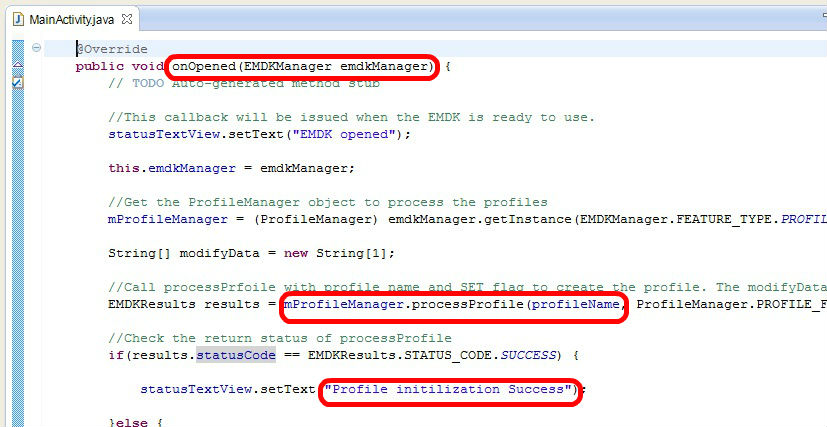 MainActivity.java
@Override
public void onOpened(EMDKManager emdkManager) {
// TODO Auto-generated method stub
//This callback will be issued when the EMDK is ready to use.
statusTextView.setText("EMDK opened");
this.emdkManager = emdkManager;
//Get the ProfileManager object to process the profiles
mProfileManager = (ProfileManager) emdkManager.getInstance(EMDKManager.FEATURE_TYPE.PROFIL
String[] modifyData = new String[1];
//Call processPrfoile with profile name and SET flag to create the profile. The modifyData
EMDKResults results = mProfileManager.processProfile(profileName, ProfileManager.PROFILE_F
//Check the return status of processProfile
if(results.statusCode == EMDKResults.STATUS_CODE.SUCCESS) {
statusTextView.setText("Profile initilization Success");
}else {